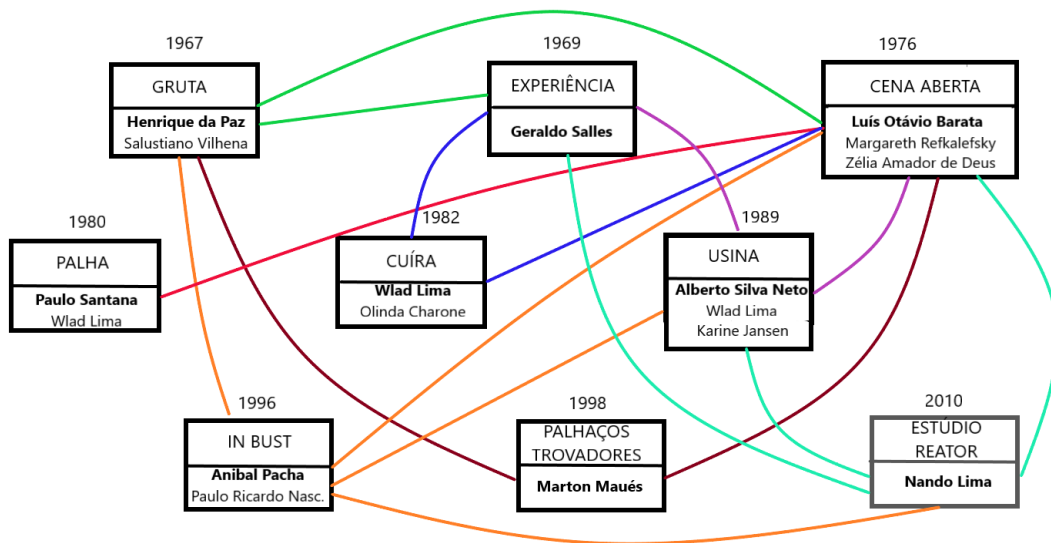 1967
GRUTA
Henrique da Paz
Salustiano Vilhena
1969
EXPERIÊNCIA
Geraldo Salles
1976
CENA ABERTA
Luís Otávio Barata
Margareth Refkalefsky
Zélia Amador de Deus
1980
PALHA
Paulo Santana
Wlad Lima
1982
CUÍRA
Wlad Lima
Olinda Charone
1989
USINA
Alberto Silva Neto
Wlad Lima
Karine Jansen
1996
IN BUST
Anibal Pacha
Paulo Ricardo Nasc.
1998
PALHAÇOS
TROVADORES
Marton Maués
2010
ESTÚDIO
REATOR
Nando Lima